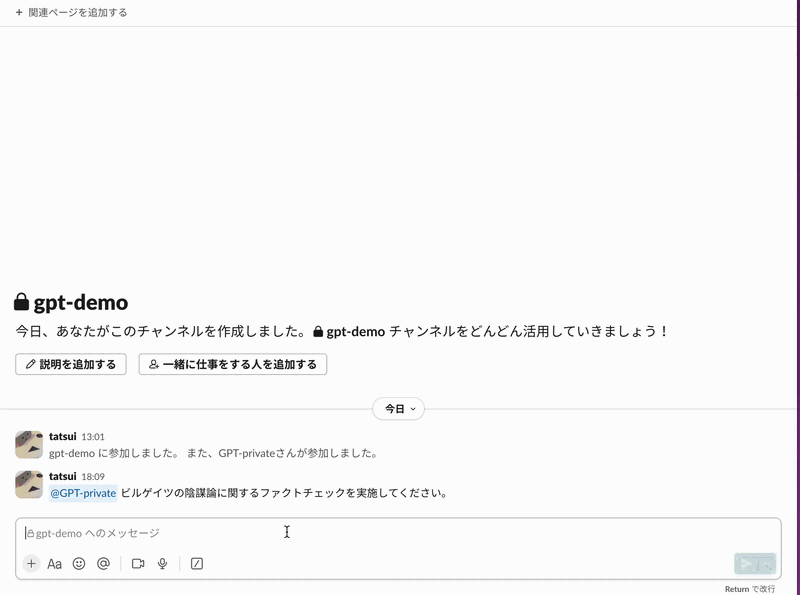 + 関連ページを追加する
gpt-demo
今日、あなたがこのチャンネルを作成しました。 gpt-demo チャンネルをどんどん活用していきましょう！
説明を追加する 一緒に仕事をする人を追加する
今日
tatsui 13:01
gpt-demo に参加しました。 また、GPT-privateさんが参加しました。
tatsui 18:09
@GPT-private ビルゲイツの陰謀論に関するファクトチェックを実施してください。
gpt-demo へのメッセージ
Aa
Return で改行